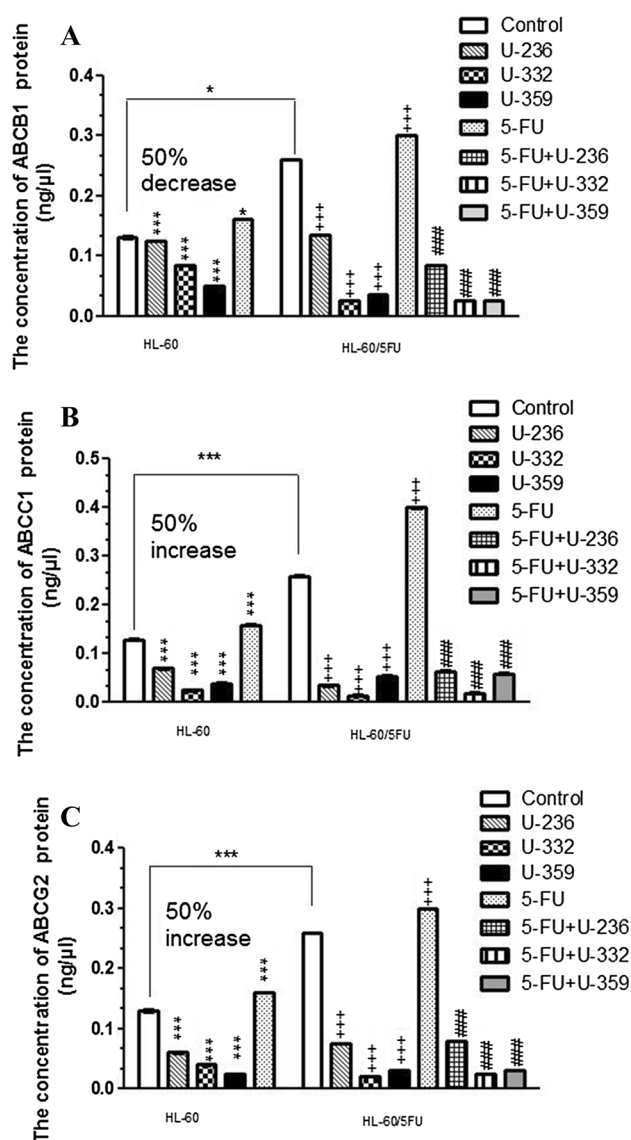 A
Control
U-236
U-332
U-359
5-FU
5-FU+U-236
5-FU+U-332
5-FU+U-359
The concentration of ABCB1 protein
(ng/µl)
0.4
0.3
0.2
0.1
0.0
*
50%
decrease
***
***
***
*
+++
+++
+++
+++
###
###
###
HL-60
HL-60/5FU
B
Control
U-236
U-332
U-359
5-FU
5-FU+U-236
5-FU+U-332
5-FU+U-359
The concentration of ABCC1 protein
(ng/µl)
0.5
0.4
0.3
0.2
0.1
0.0
***
50%
increase
***
***
***
***
+++
+++
+++
+++
###
###
###
HL-60
HL-60/5FU
C
Control
U-236
U-332
U-359
5-FU
5-FU+U-236
5-FU+U-332
5-FU+U-359
The concentration of ABCG2 protein
(ng/µl)
0.4
0.3
0.2
0.1
0.0
***
50%
increase
***
***
***
***
+++
+++
+++
+++
###
###
###
HL-60
HL-60/5FU